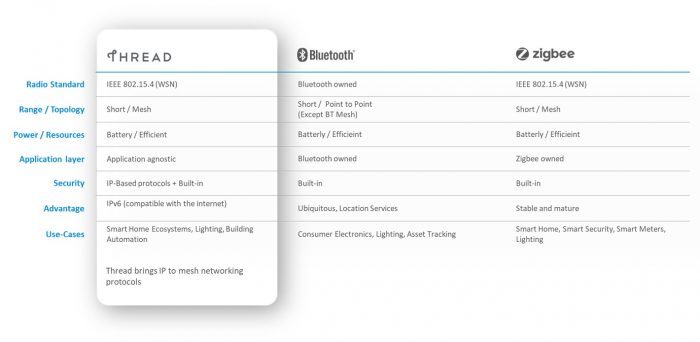 THREAD Bluetooth® zigbee
Radio Standard IEEE 802.15.4 (WSN) Bluetooth owned IEEE 802.15.4 (WSN)
Range / Topology Short / Mesh Short / Point to Point
(Except BT Mesh) Short / Mesh
Power / Resources Battery / Efficient Batterly / Efficieint Batterly / Efficieint
Application layer Application agnostic Bluetooth owned Zigbee owned
Security IP-Based protocols + Built-in Built-in Built-in
Advantage IPv6 (compatible with the Internet) Ubiquitous, Location Services Stable and mature
Use-Cases Smart Home Ecosystems, Lighting, Building
Automation Consumer Electronics, Lighting, Asset Tracking Smart Home, Smart Security, Smart Meters,
Lighting
Thread brings IP to mesh networking
protocols